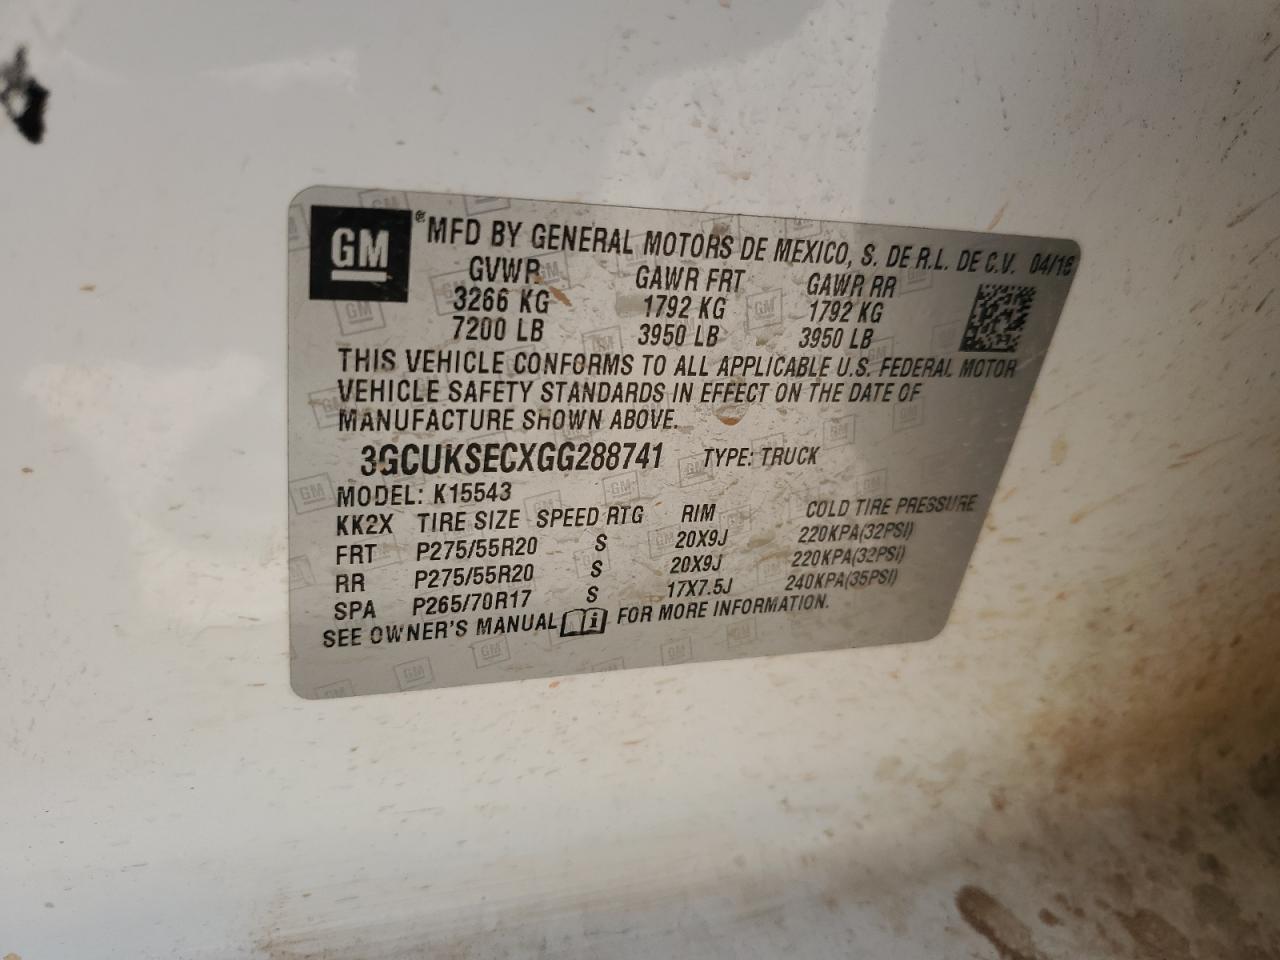 GM ® MFD BY GENERAL MOTORS DE MEXICO, S. DE R.L. DE C.V. 04/16
GVWR GAWR FRT GAWR RR
3266 KG 1792 KG 1792 KG
7200 LB 3950 LB 3950 LB
THIS VEHICLE CONFORMS TO ALL APPLICABLE U.S. FEDERAL MOTOR
VEHICLE SAFETY STANDARDS IN EFFECT ON THE DATE OF
MANUFACTURE SHOWN ABOVE.
3GCUKSECXGG288741 TYPE: TRUCK
MODEL: K15543
KK2X TIRE SIZE SPEED RTG RIM COLD TIRE PRESSURE
FRT P275/55R20 S 20X9J 220KPA(32PSI)
RR P275/55R20 S 20X9J 220KPA(32PSI)
SPA P265/70R17 S 17X7.5J 240KPA(35PSI)
SEE OWNER'S MANUAL FOR MORE INFORMATION.